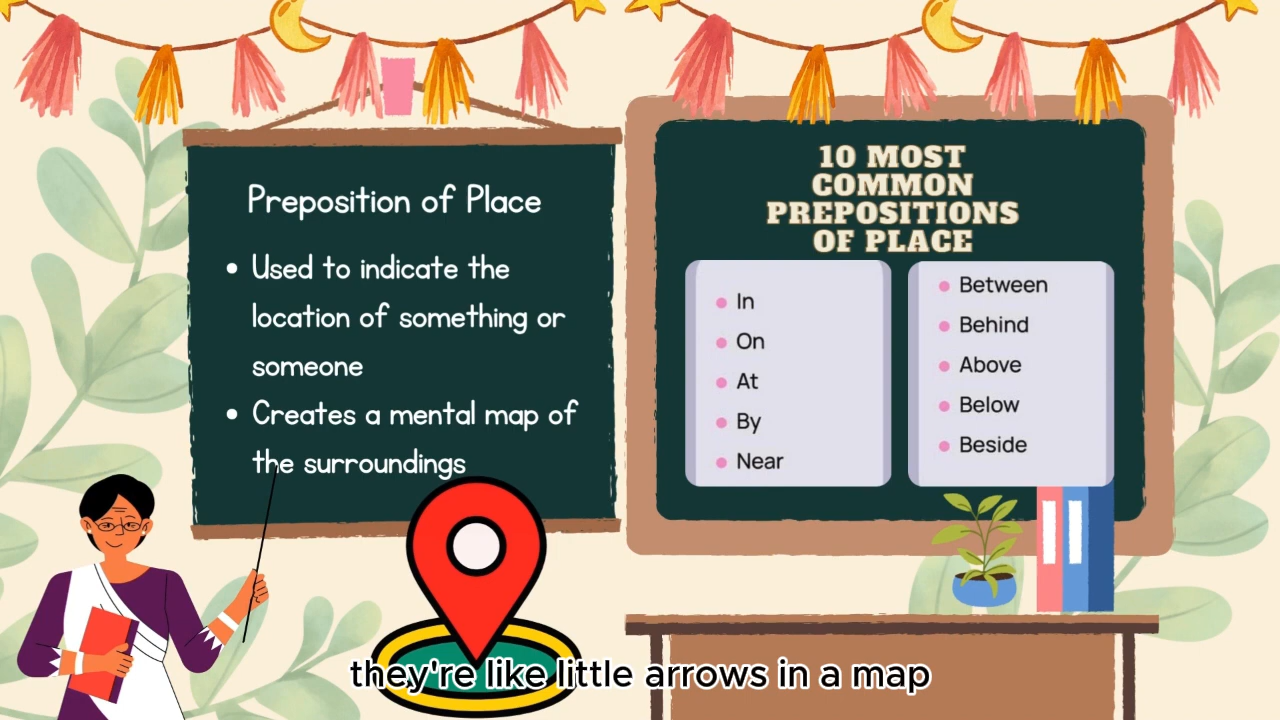 Preposition of Place
• Used to indicate the
location of something or
someone
• Creates a mental map of
the surroundings
10 MOST
COMMON
PREPOSITIONS
OF PLACE
• In
• On
• At
• By
• Near
• Between
• Behind
• Above
• Below
• Beside
they're like little arrows in a map